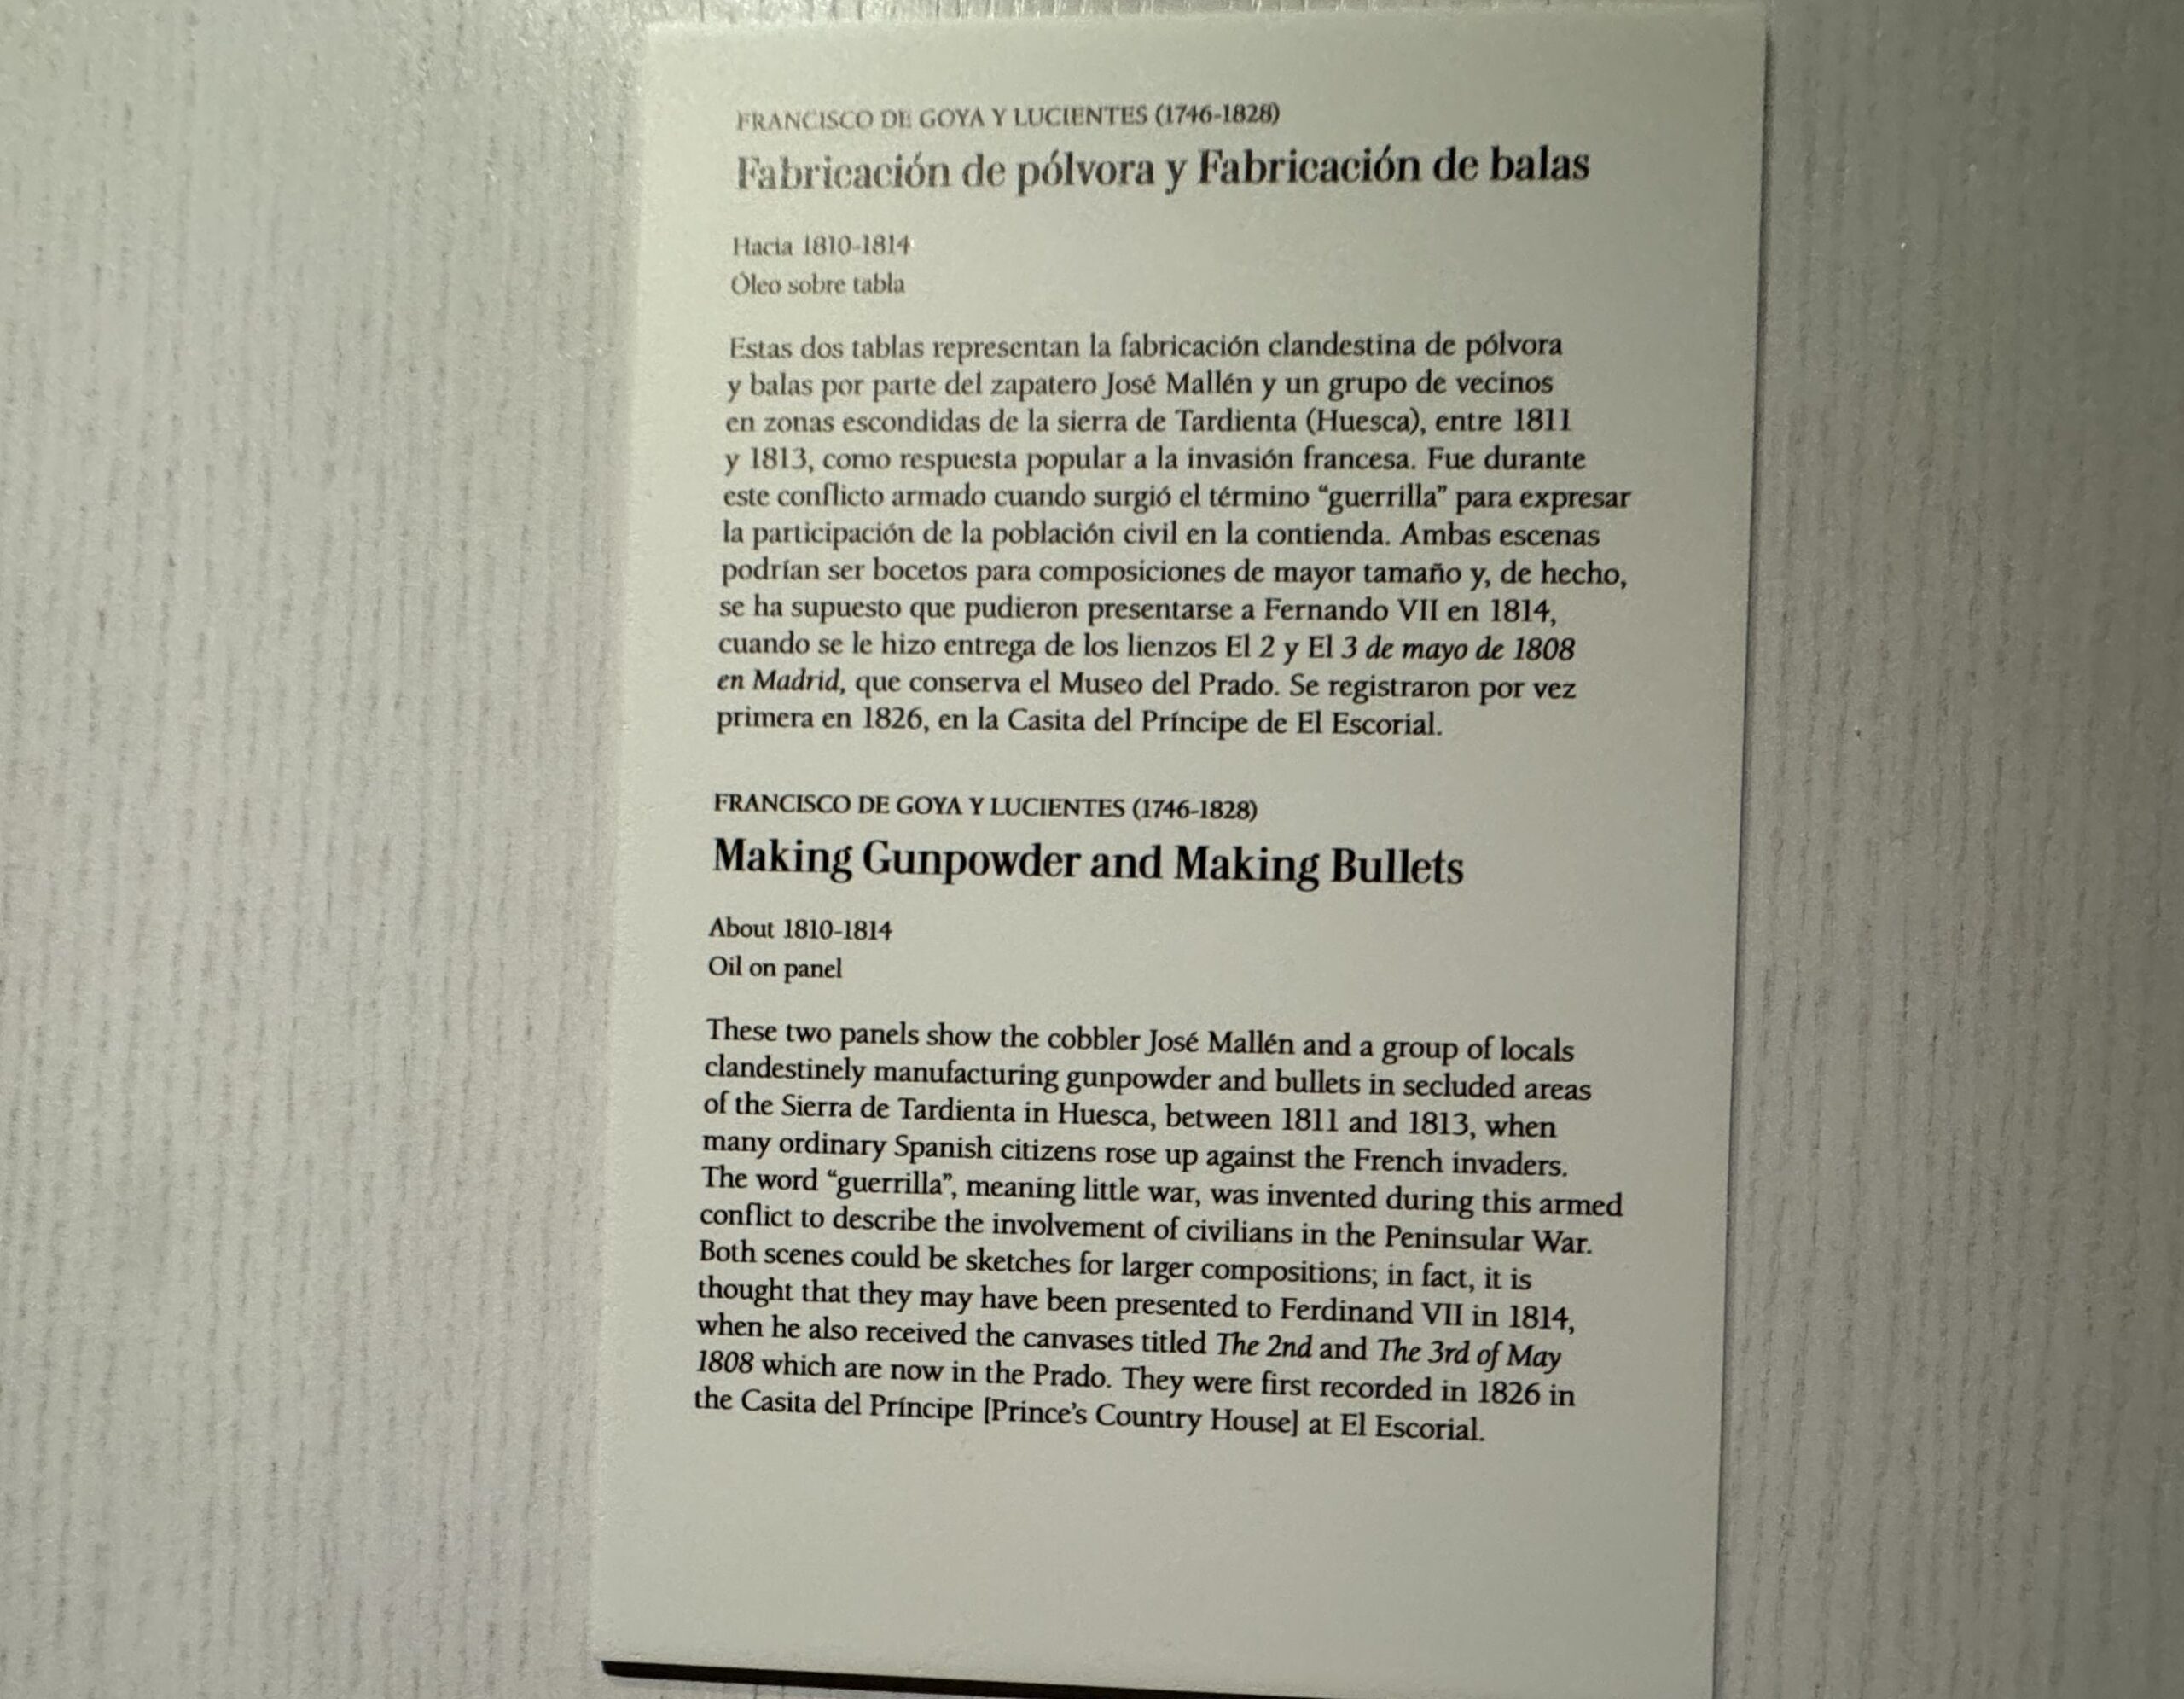 FRANCISCO DE GOYA Y LUCIENTES (1746-1828)
Fabricación de pólvora y Fabricación de balas
Hacia 1810-1814
Óleo sobre tabla
Estas dos tablas representan la fabricación clandestina de pólvora
y balas por parte del zapatero José Mallén y un grupo de vecinos
en zonas escondidas de la sierra de Tardienta (Huesca), entre 1811
y 1813, como respuesta popular a la invasión francesa. Fue durante
este conflicto armado cuando surgió el término “guerrilla” para expresar
la participación de la población civil en la contienda. Ambas escenas
podrían ser bocetos para composiciones de mayor tamaño y, de hecho,
se ha supuesto que pudieron presentarse a Fernando VII en 1814,
cuando se le hizo entrega de los lienzos El 2 y El 3 de mayo de 1808
en Madrid, que conserva el Museo del Prado. Se registraron por vez
primera en 1826, en la Casita del Príncipe de El Escorial.
FRANCISCO DE GOYA Y LUCIENTES (1746-1828)
Making Gunpowder and Making Bullets
About 1810-1814
Oil on panel
These two panels show the cobbler José Mallén and a group of locals
clandestinely manufacturing gunpowder and bullets in secluded areas
of the Sierra de Tardienta in Huesca, between 1811 and 1813, when
many ordinary Spanish citizens rose up against the French invaders.
The word “guerrilla”, meaning little war, was invented during this armed
conflict to describe the involvement of civilians in the Peninsular War.
Both scenes could be sketches for larger compositions; in fact, it is
thought that they may have been presented to Ferdinand VII in 1814,
when he also received the canvases titled The 2nd and The 3rd of May
1808 which are now in the Prado. They were first recorded in 1826 in
the Casita del Príncipe [Prince’s Country House] at El Escorial.